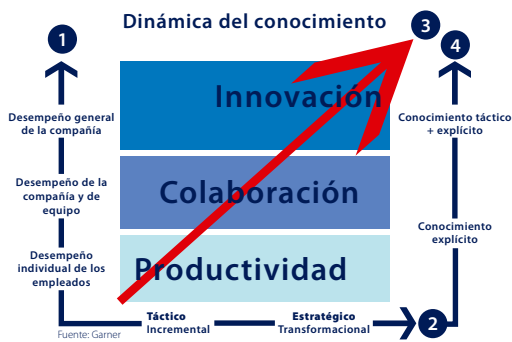 Dinámica del conocimiento
1
3
4
Innovación
Colaboración
Productividad
Desempeño general
de la compañía
Desempeño de la
compañía y de
equipo
Desempeño
individual de los
empleados
Conocimiento táctico
+ explícito
Conocimiento
explícito
Táctico
Incremental
Estratégico
Transformacional
2
Fuente: Garner